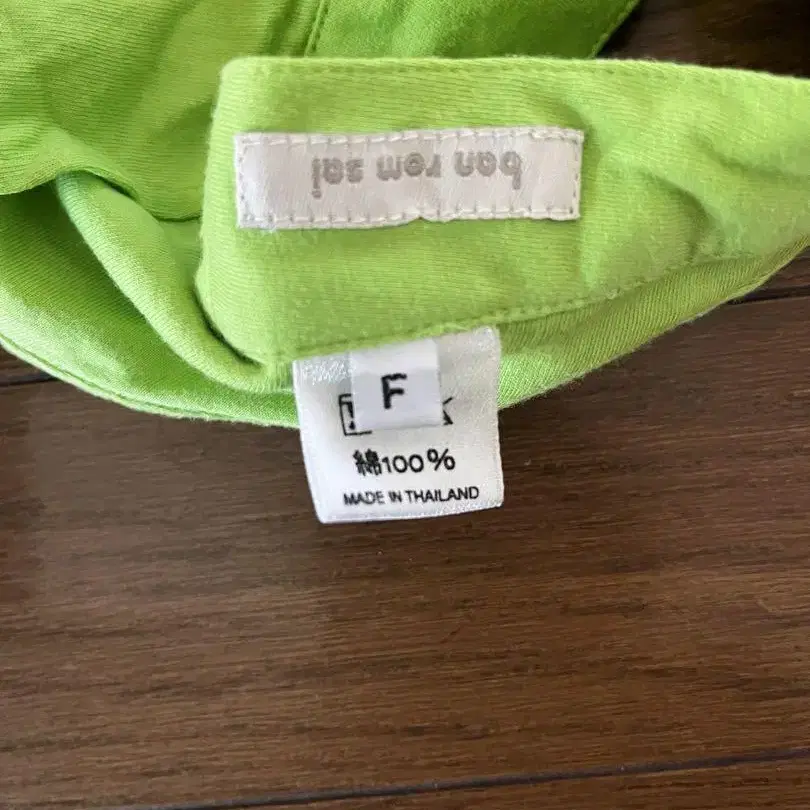 ban rom sai
F
綿100%
MADE IN THAILAND